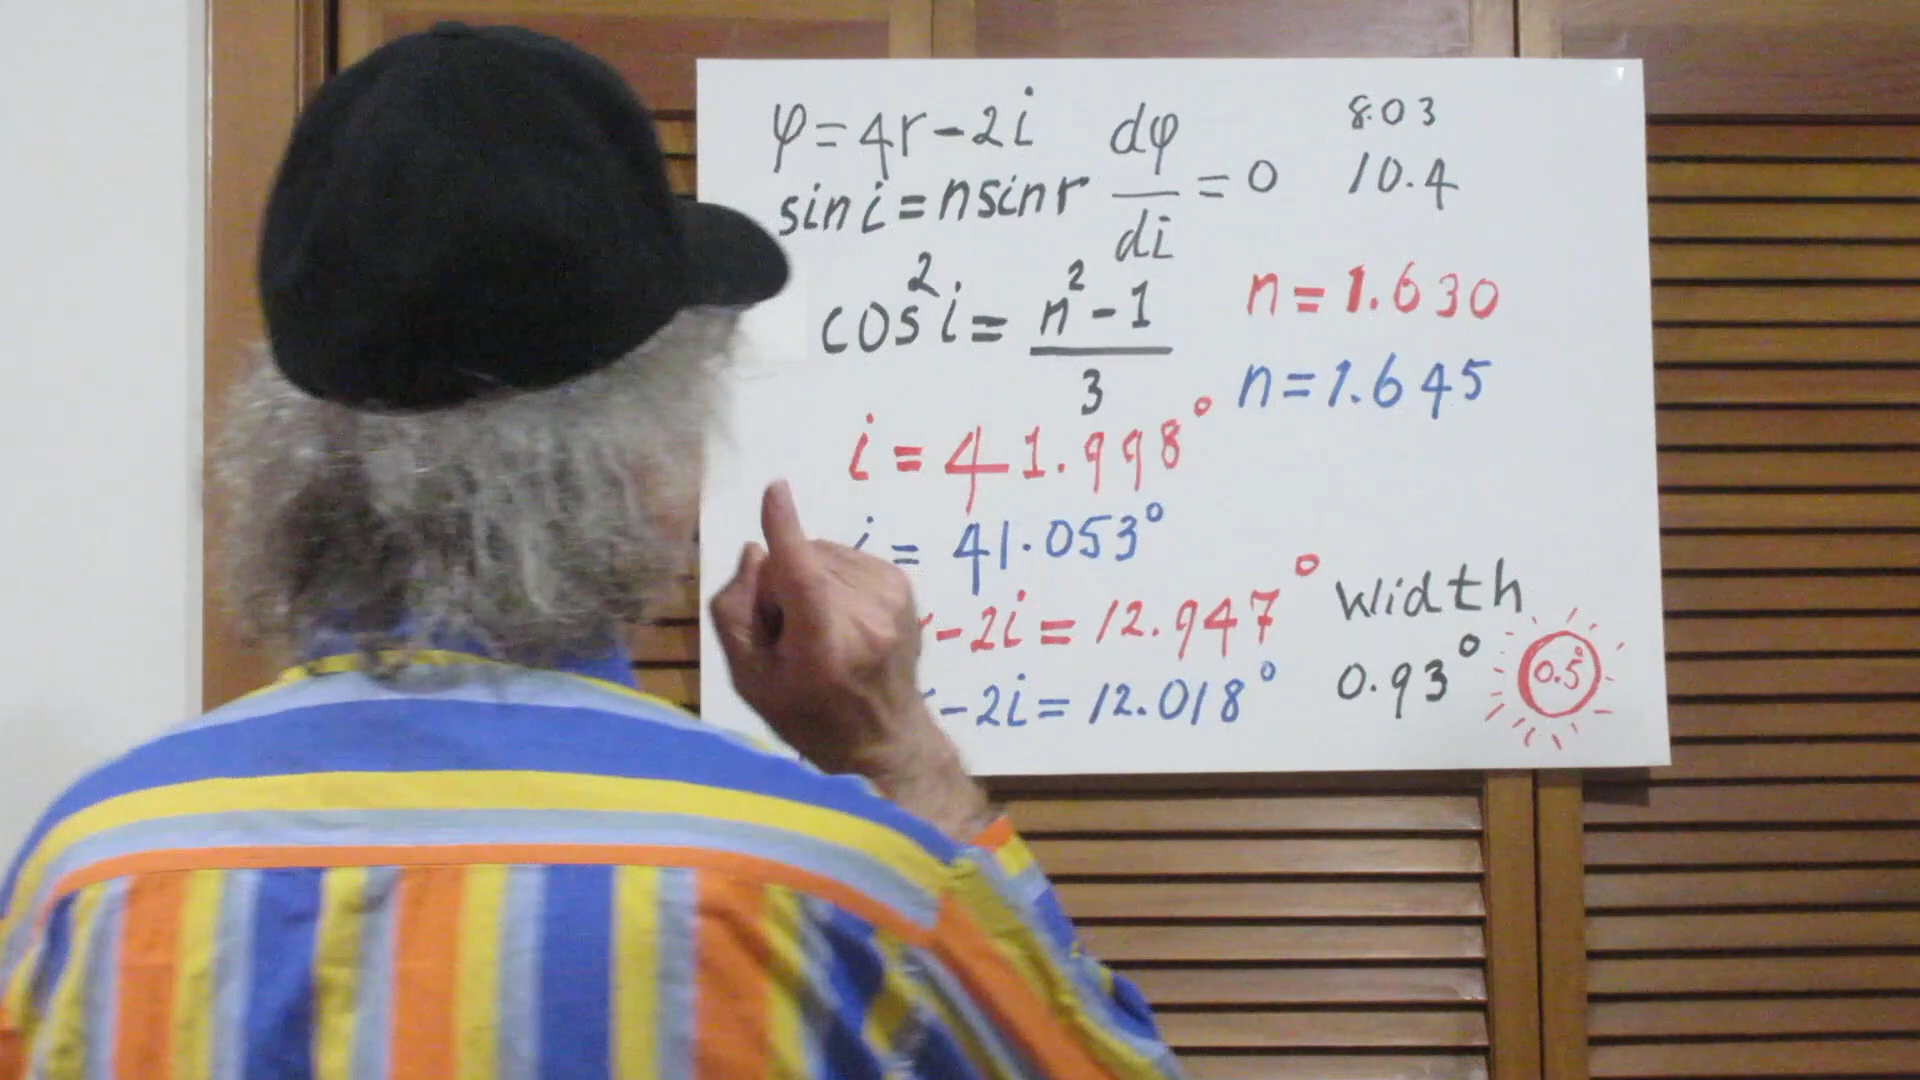 φ=4r-2i
sin i=nsinr
dφ/di = 0
8.03
10.4
cos²i= n²-1/3
n=1.630
n=1.645
i=41.998°
i=41.053°
r-2i=12.947°
-2i=12.018°
Width
0.93°
0.5°